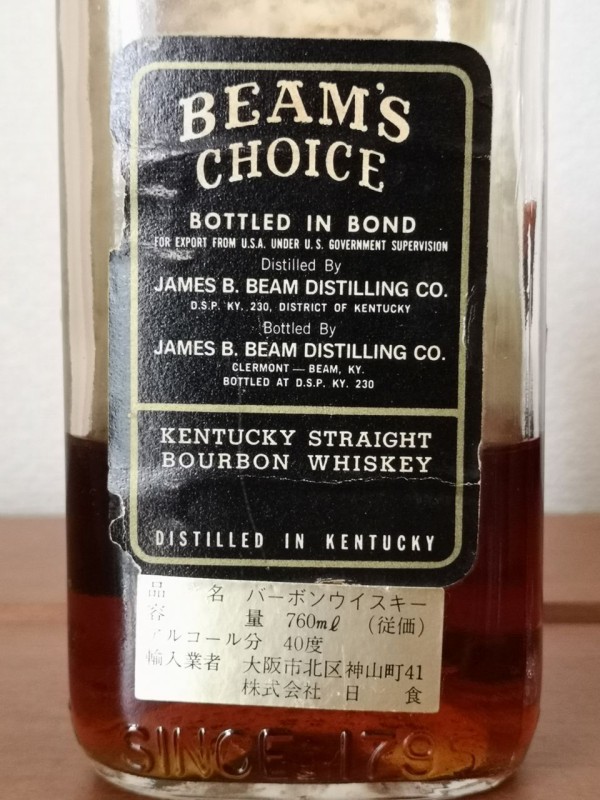 BEAM'S
CHOICE
BOTTLED IN BOND
FOR EXPORT FROM U.S.A. UNDER U.S. GOVERNMENT SUPERVISION
Distilled By
JAMES B. BEAM DISTILLING CO.
D.S.P. KY. 230, DISTRICT OF KENTUCKY
Bottled By
JAMES B. BEAM DISTILLING CO.
CLERMONT — BEAM, KY.
BOTTLED AT D.S.P. KY. 230
KENTUCKY STRAIGHT
BOURBON WHISKEY
DISTILLED IN KENTUCKY
品 名 バーボンウイスキー
容 量 760ml (従価)
アルコール分 40度
輸入業者 大阪市北区神山町41
株式会社 日 食
SINCE 1795